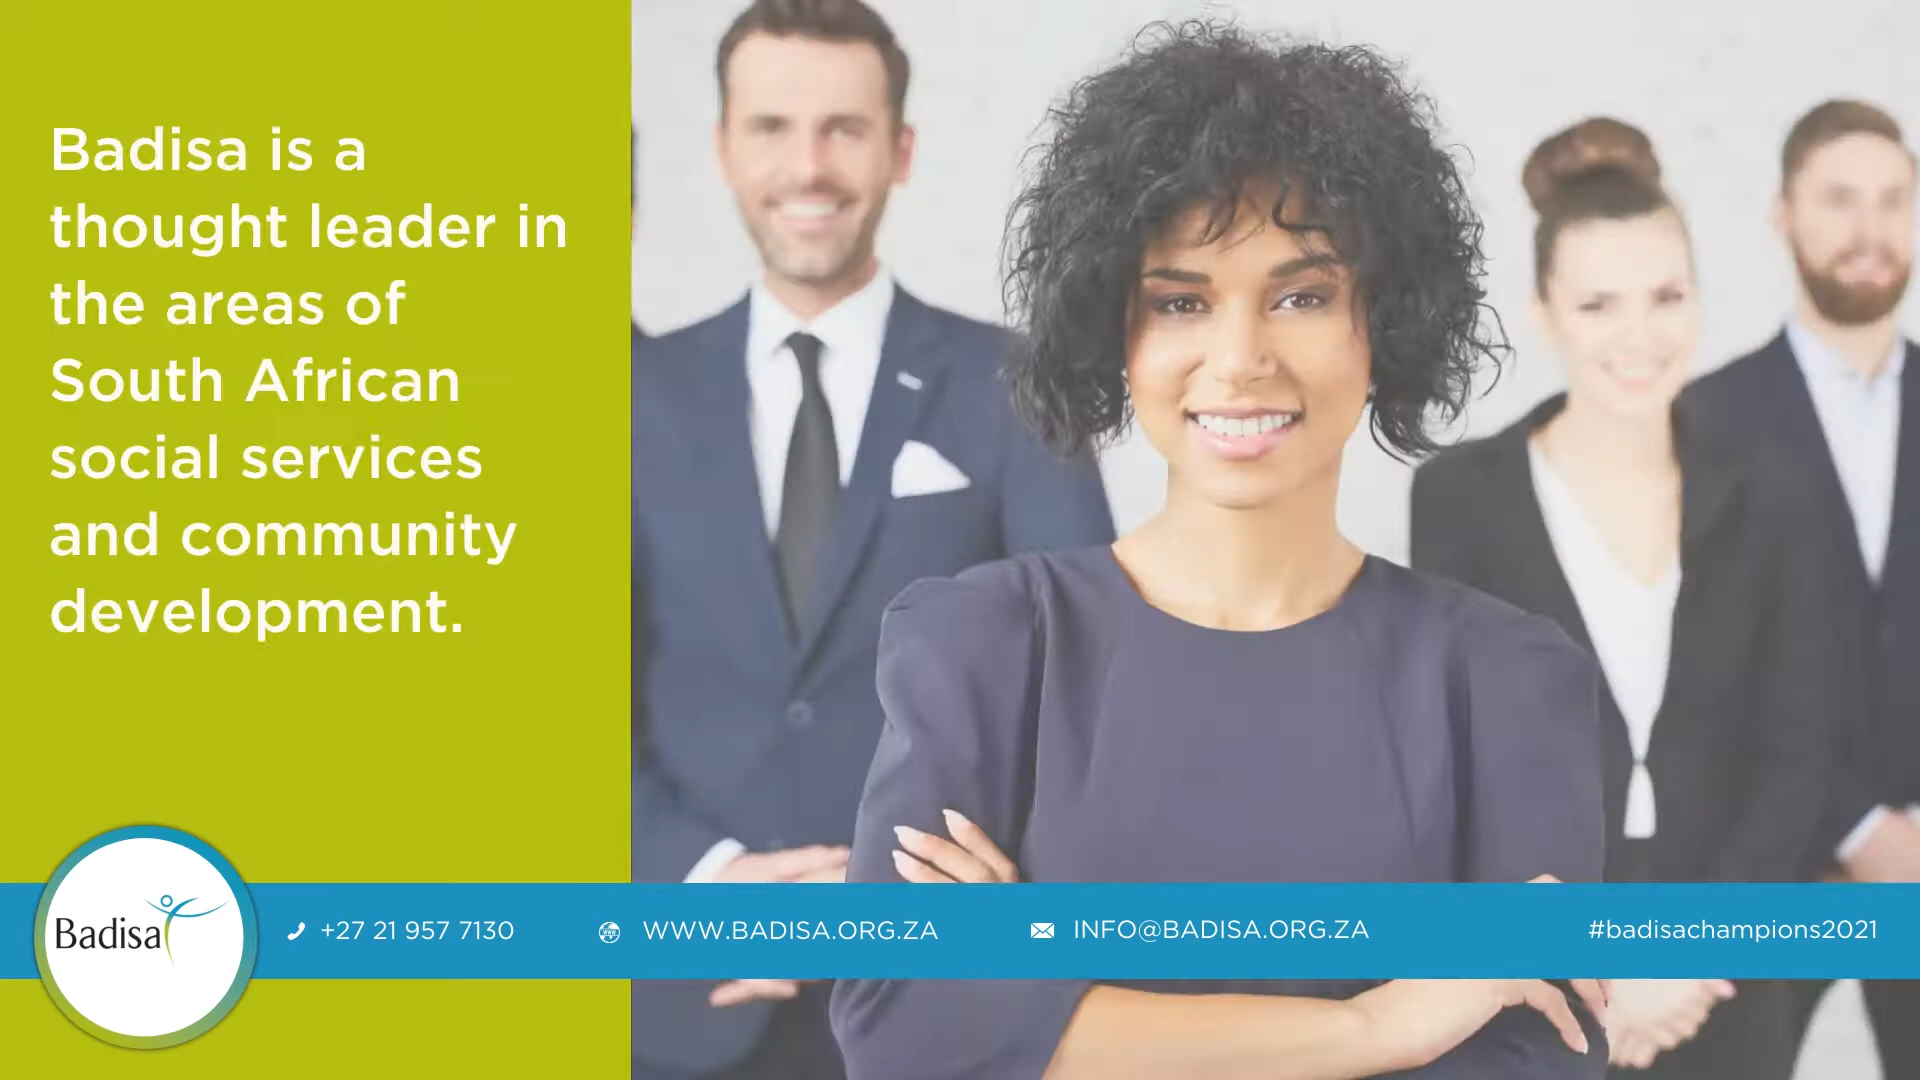 Badisa is a
thought leader in
the areas of
South African
social services
and community
development.
Badisa
+27 21 957 7130
WWW.BADISA.ORG.ZA
INFO@BADISA.ORG.ZA
#badisachampions2021